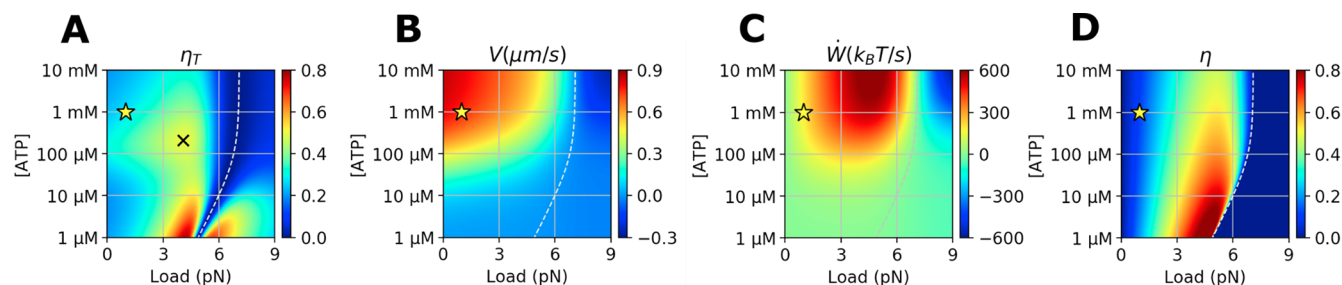 A
η_T
[ATP]
10 mM
1 mM
100 μM
10 μM
1 μM
0 3 6 9
Load (pN)
0.8
0.6
0.4
0.2
0.0
B
V(μm/s)
10 mM
1 mM
100 μM
10 μM
1 μM
0 3 6 9
Load (pN)
0.9
0.6
0.3
0.0
−0.3
C
Ẇ(k_BT/s)
[ATP]
10 mM
1 mM
100 μM
10 μM
1 μM
0 3 6 9
Load (pN)
600
300
0
−300
−600
D
η
[ATP]
10 mM
1 mM
100 μM
10 μM
1 μM
0 3 6 9
Load (pN)
0.8
0.6
0.4
0.2
0.0
[ATP]